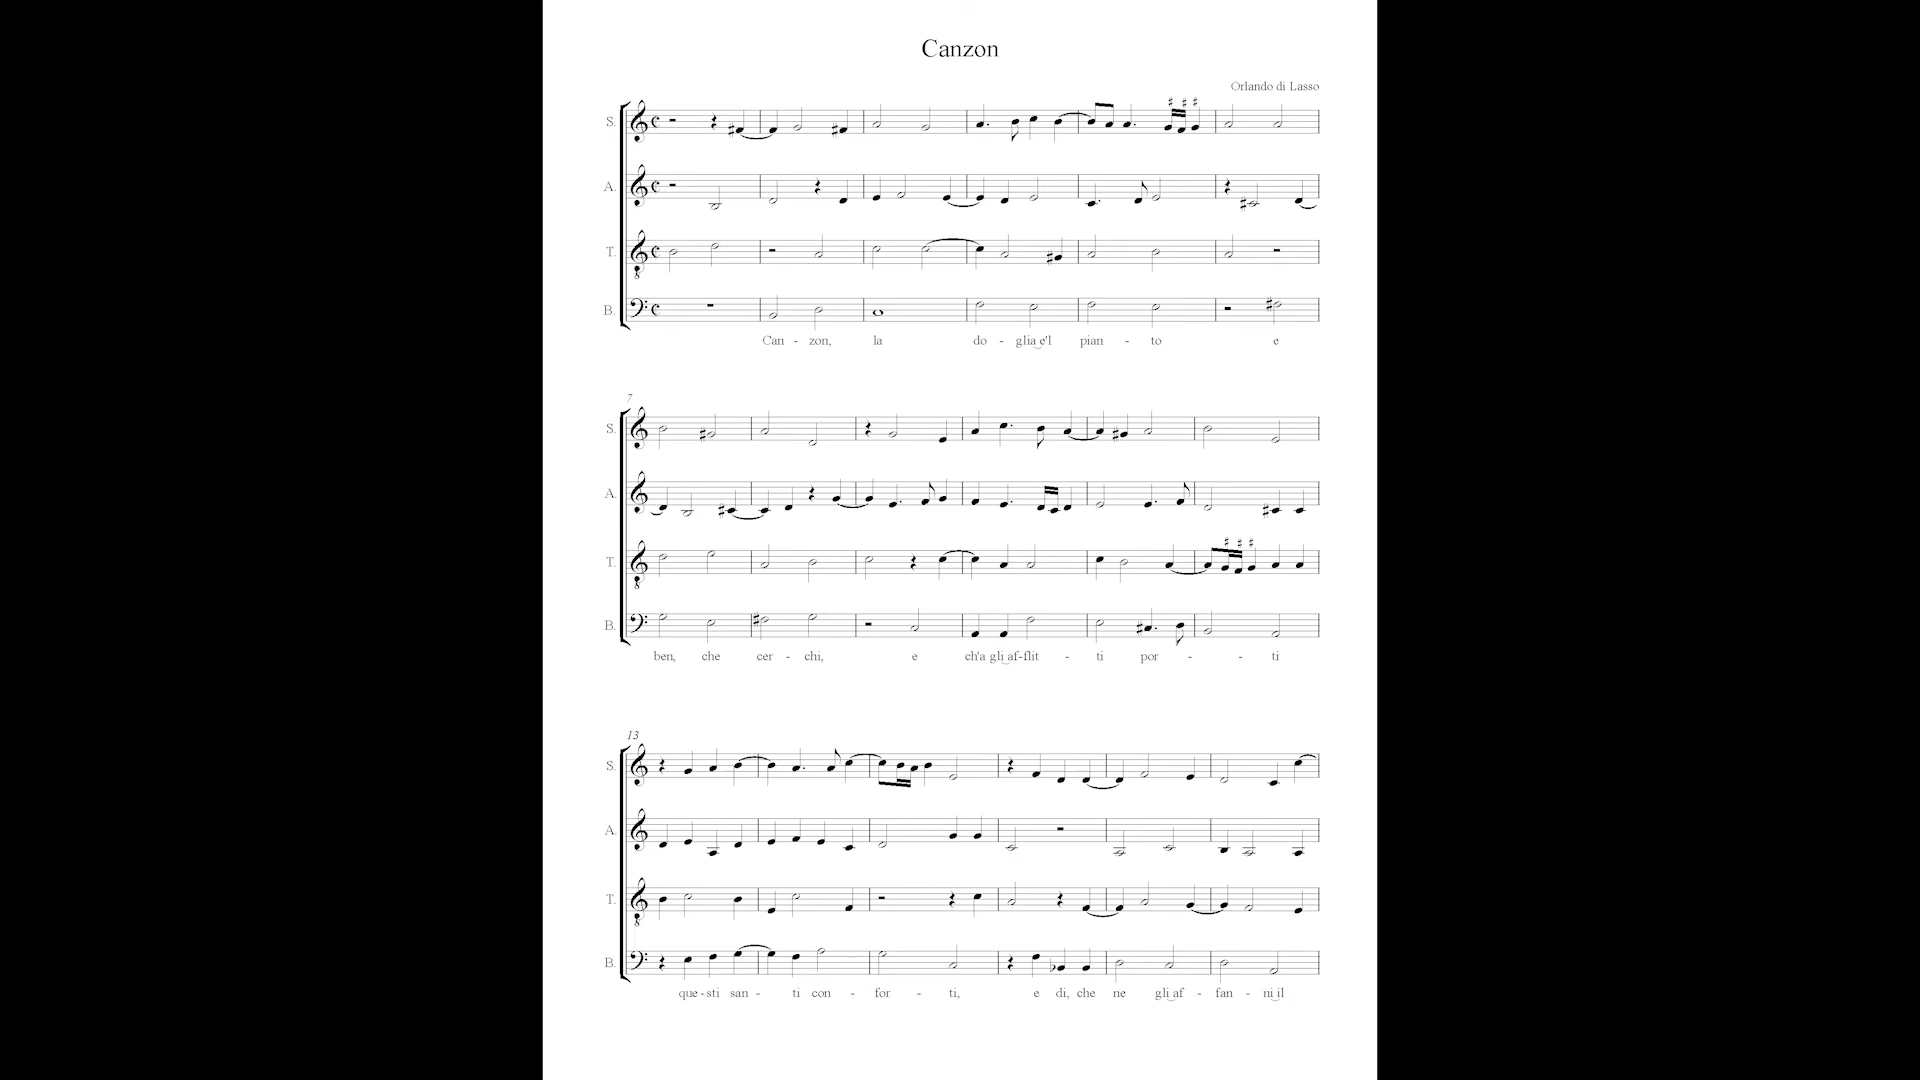 Canzon
Orlando di Lasso
S.
A.
T.
B.
Can - zon, la do - glia e'l pian - to e
7
S.
A.
T.
B.
ben, che cer - chi, e ch'a gli af-flit - ti por - - ti
13
S.
A.
T.
B.
que - sti san - ti con - for - ti, e di, che ne gli af - fan - ni il